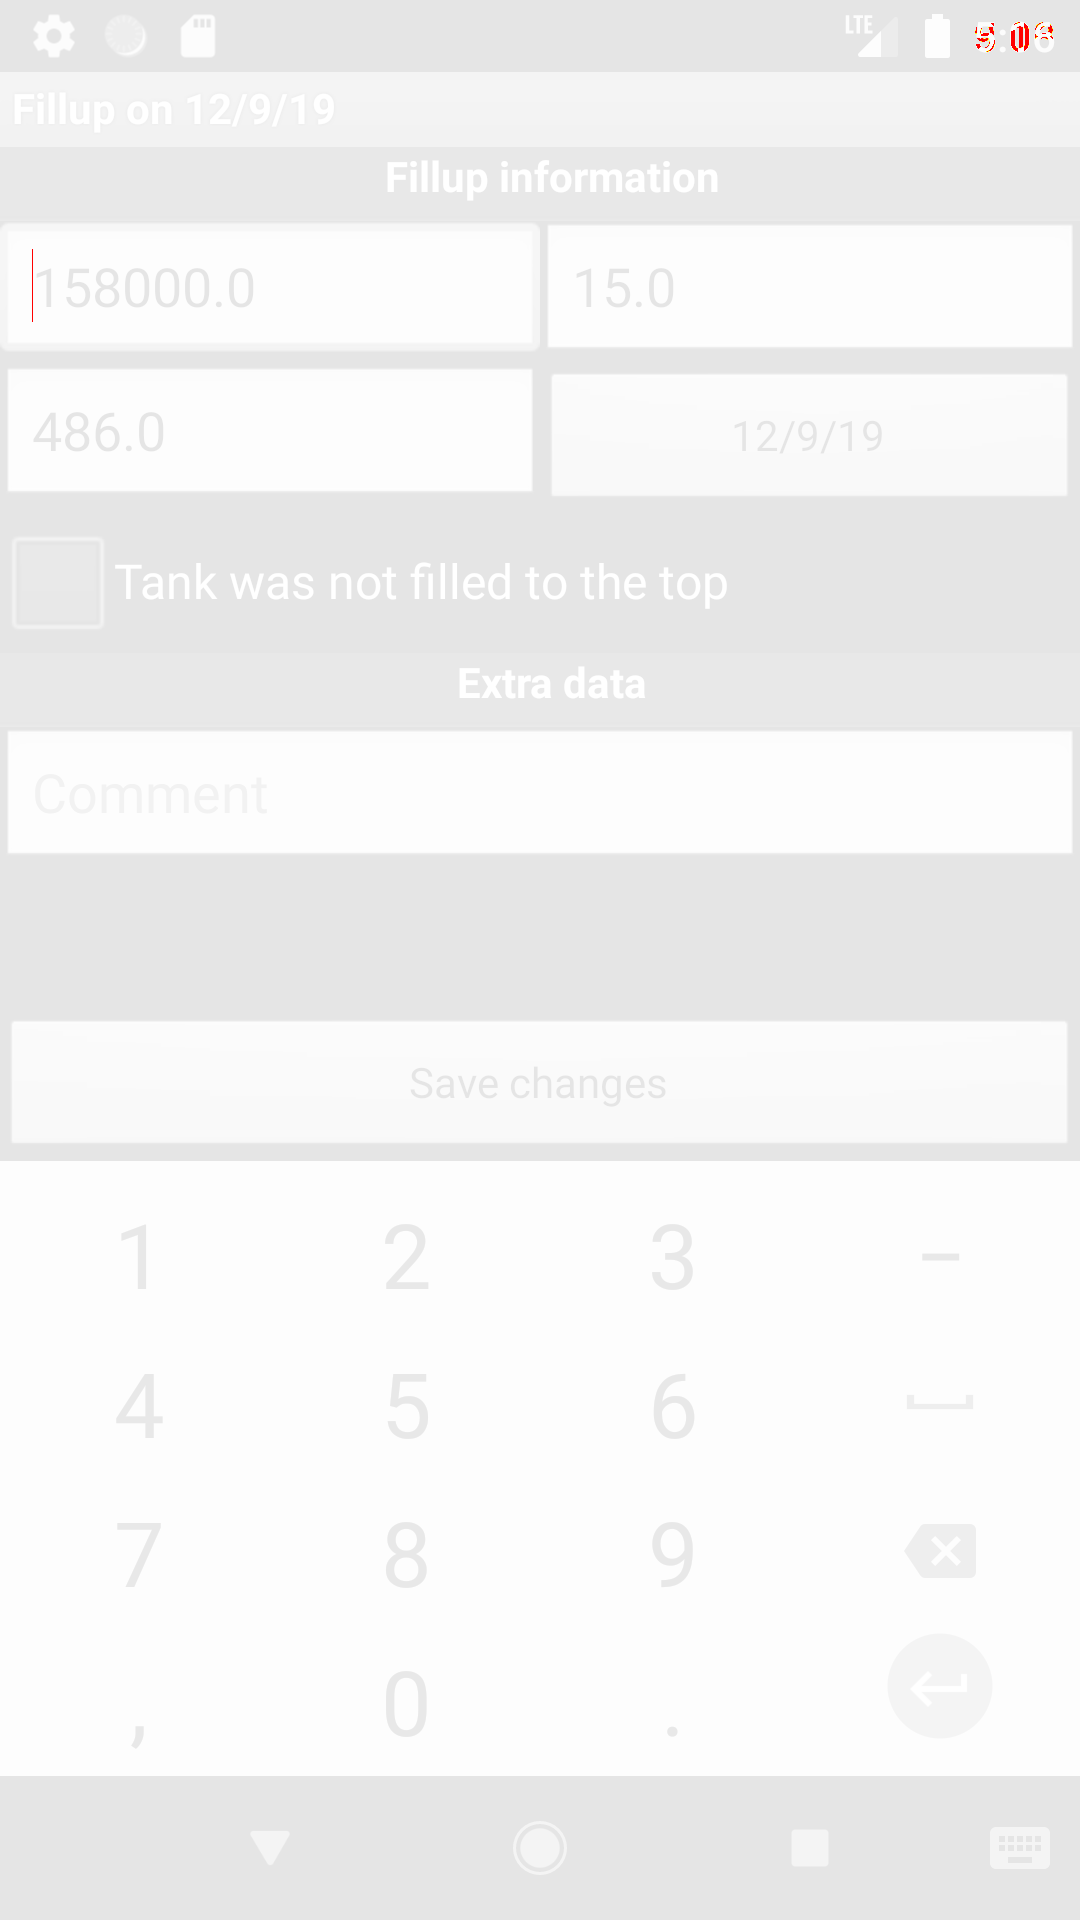 LTE
Fillup on 12/9/19
Fillup information
158000.0 15.0
486.0 12/9/19
Tank was not filled to the top
Extra data
Comment
Save changes
1 2 3 –
4 5 6
7 8 9
, 0 .